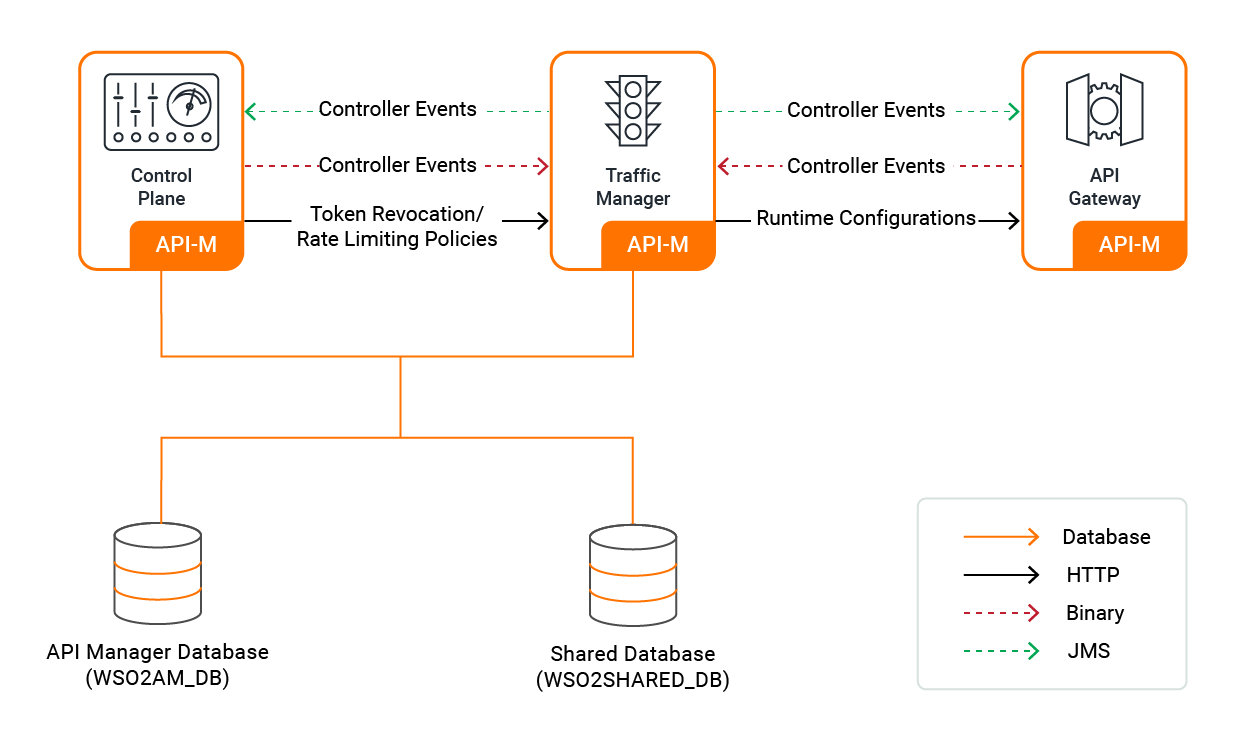 Controller Events
Controller Events
Controller Events
Controller Events
Control
Plane
Traffic
Manager
API
Gateway
Token Revocation/
Rate Limiting Policies
Runtime Configurations
API-M
API-M
API-M
Database
HTTP
Binary
JMS
API Manager Database
(WSO2AM_DB)
Shared Database
(WSO2SHARED_DB)